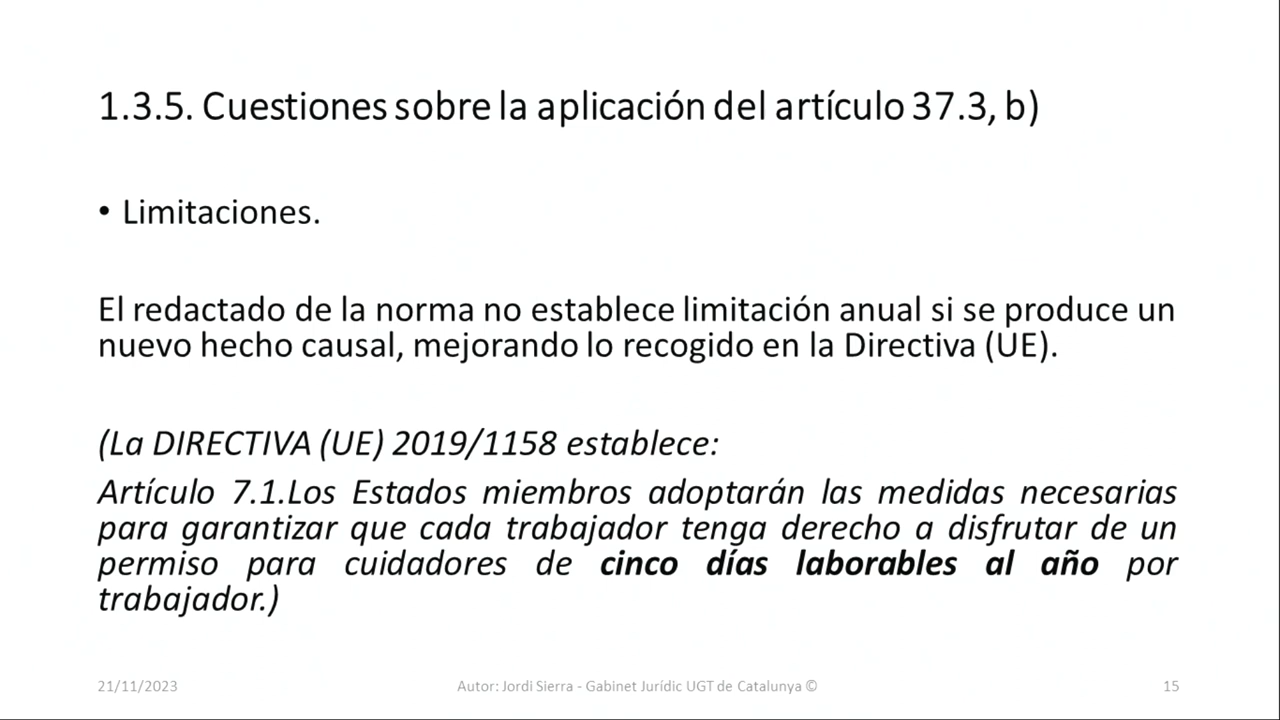 1.3.5. Cuestiones sobre la aplicación del artículo 37.3, b)
• Limitaciones.
El redactado de la norma no establece limitación anual si se produce un
nuevo hecho causal, mejorando lo recogido en la Directiva (UE).
(La DIRECTIVA (UE) 2019/1158 establece:
Artículo 7.1.Los Estados miembros adoptarán las medidas necesarias
para garantizar que cada trabajador tenga derecho a disfrutar de un
permiso para cuidadores de cinco días laborables al año por
trabajador.)
21/11/2023 Autor: Jordi Sierra - Gabinet Jurídic UGT de Catalunya © 15